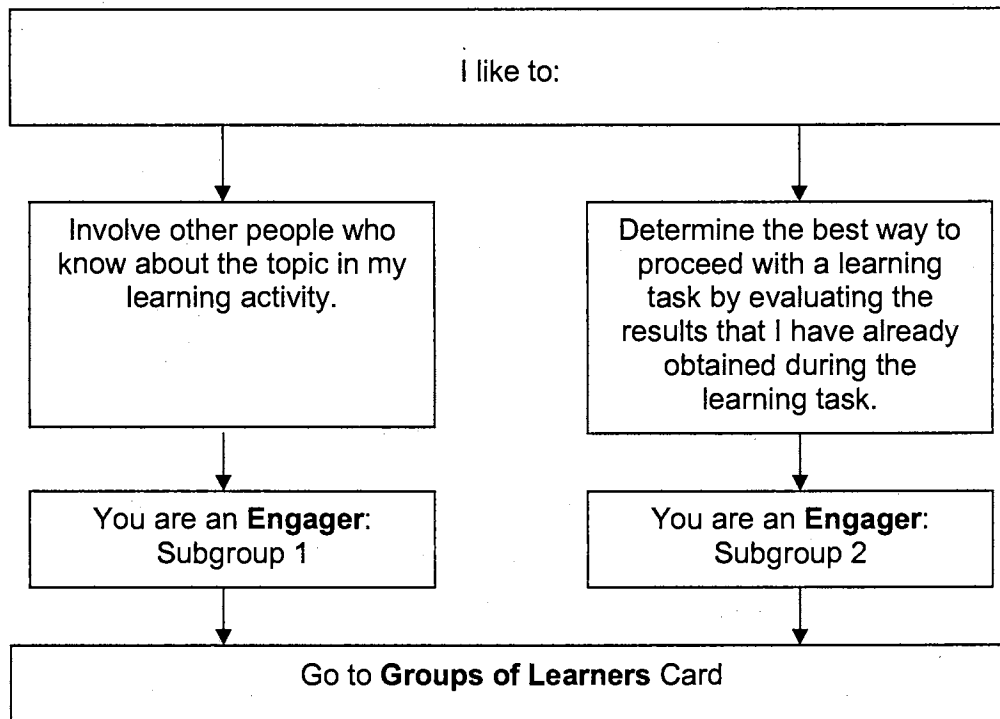 I like to:
Involve other people who
know about the topic in my
learning activity.
Determine the best way to
proceed with a learning
task by evaluating the
results that I have already
obtained during the
learning task.
You are an Engager:
Subgroup 1
You are an Engager:
Subgroup 2
Go to Groups of Learners Card